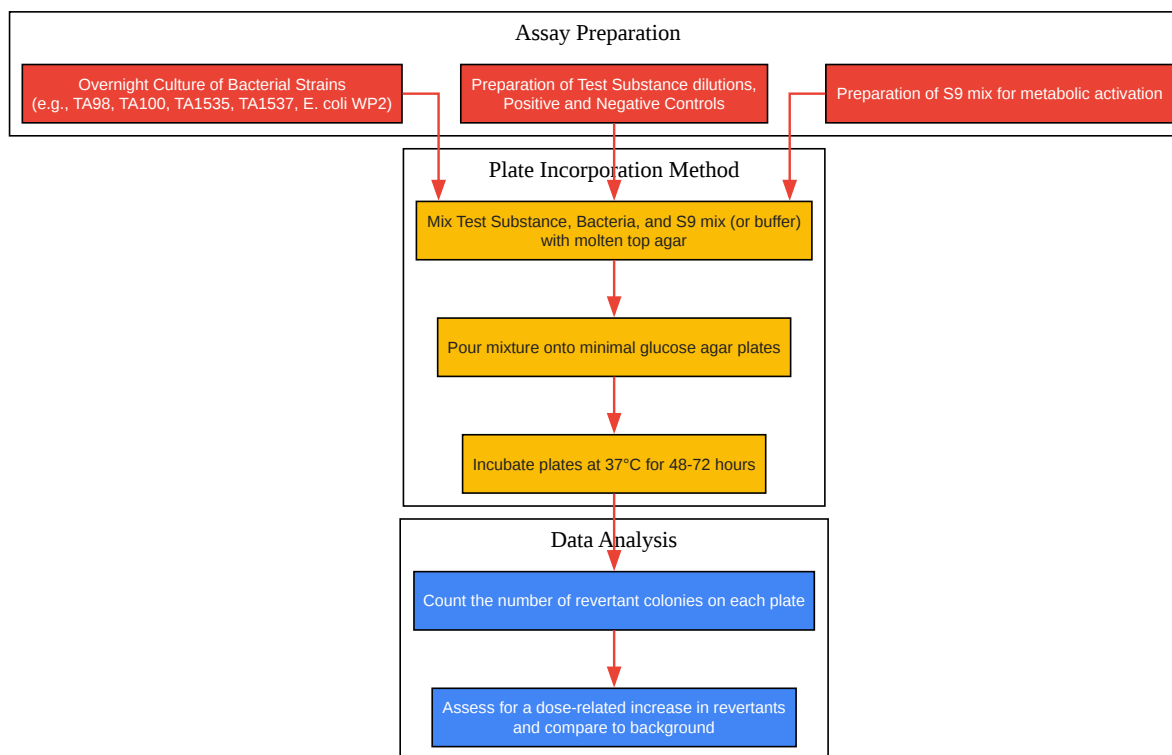 Assay Preparation
Overnight Culture of Bacterial Strains
(e.g., TA98, TA100, TA1535, TA1537, E. coli WP2)
Preparation of Test Substance dilutions,
Positive and Negative Controls
Preparation of S9 mix for metabolic activation
Plate Incorporation Method
Mix Test Substance, Bacteria, and S9 mix (or buffer)
with molten top agar
Pour mixture onto minimal glucose agar plates
Incubate plates at 37°C for 48-72 hours
Data Analysis
Count the number of revertant colonies on each plate
Assess for a dose-related increase in revertants
and compare to background